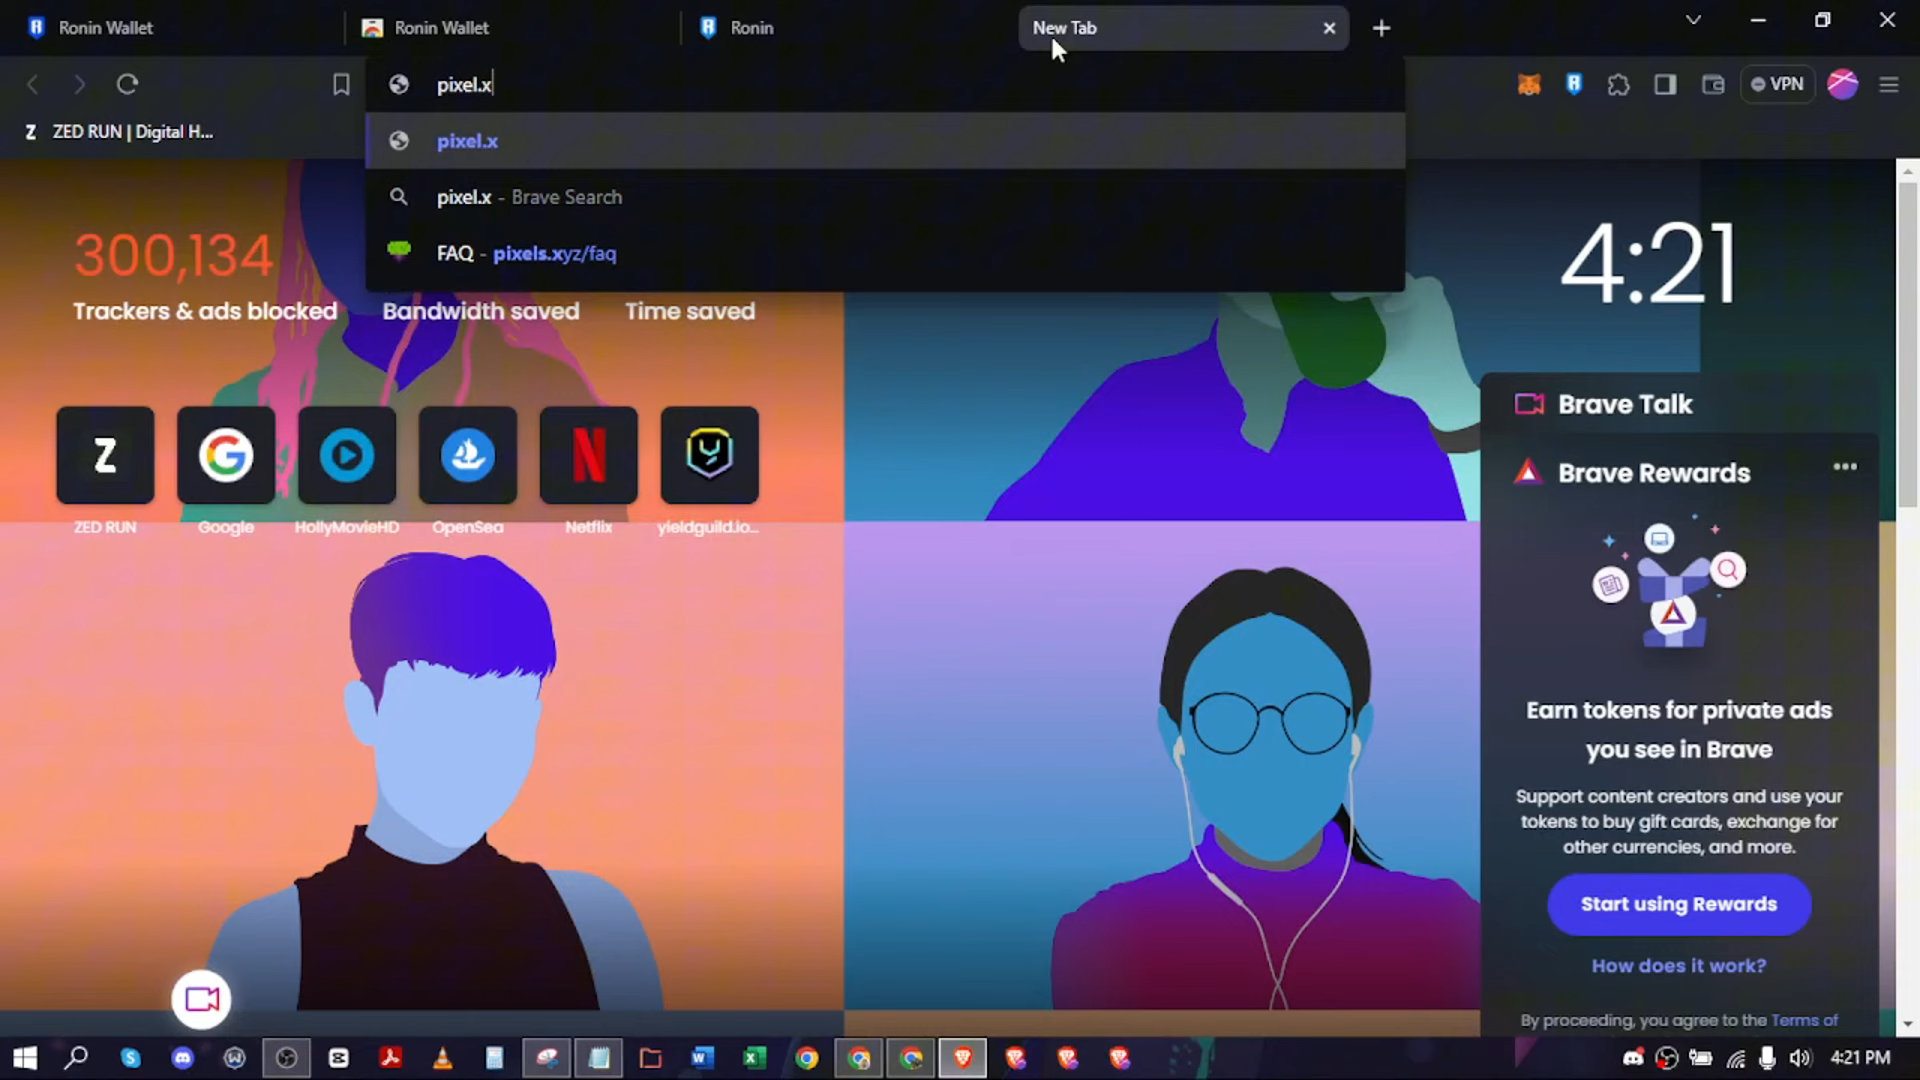 Ronin Wallet
Ronin Wallet
Ronin
New Tab
pixel.x
VPN
Z ZED RUN | Digital H...
pixel.x
pixel.x - Brave Search
FAQ - pixels.xyz/faq
300,134
Trackers & ads blocked
Bandwidth saved
Time saved
4:21
Z
ZED RUN
Google
HollyMovieHD
OpenSea
Netflix
yieldguild.io...
Brave Talk
Brave Rewards
Earn tokens for private ads
you see in Brave
Support content creators and use your
tokens to buy gift cards, exchange for
other currencies, and more.
Start using Rewards
How does it work?
By proceeding, you agree to the Terms of
4:21 PM